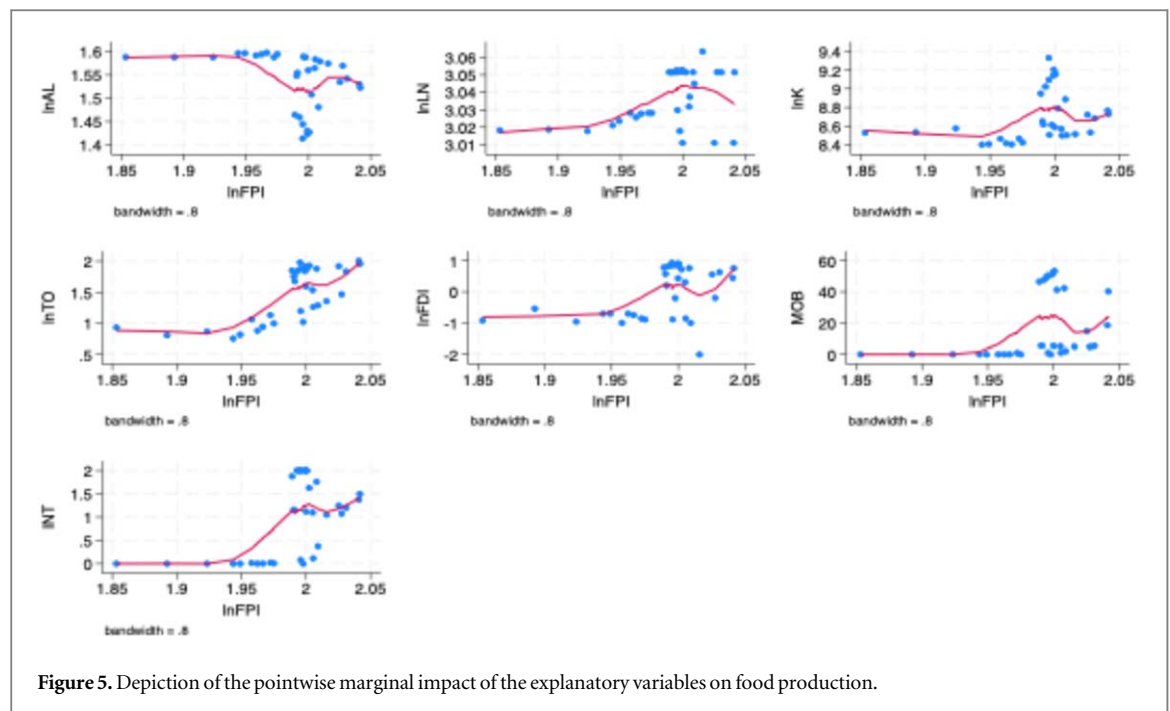 lnAL
1.6
1.55
1.5
1.45
1.4
1.85 1.9 1.95 2 2.05
lnFPI
bandwidth = .8
lnLN
3.06
3.05
3.04
3.03
3.02
3.01
1.85 1.9 1.95 2 2.05
lnFPI
bandwidth = .8
lnK
9.4
9.2
9
8.8
8.6
8.4
1.85 1.9 1.95 2 2.05
lnFPI
bandwidth = .8
lnTO
2
1.5
1
.5
1.85 1.9 1.95 2 2.05
lnFPI
bandwidth = .8
lnFDI
1
0
-1
-2
1.85 1.9 1.95 2 2.05
lnFPI
bandwidth = .8
MOB
60
40
20
0
1.85 1.9 1.95 2 2.05
lnFPI
bandwidth = .8
INT
2
1.5
1
.5
0
1.85 1.9 1.95 2 2.05
lnFPI
bandwidth = .8
Figure 5. Depiction of the pointwise marginal impact of the explanatory variables on food production.